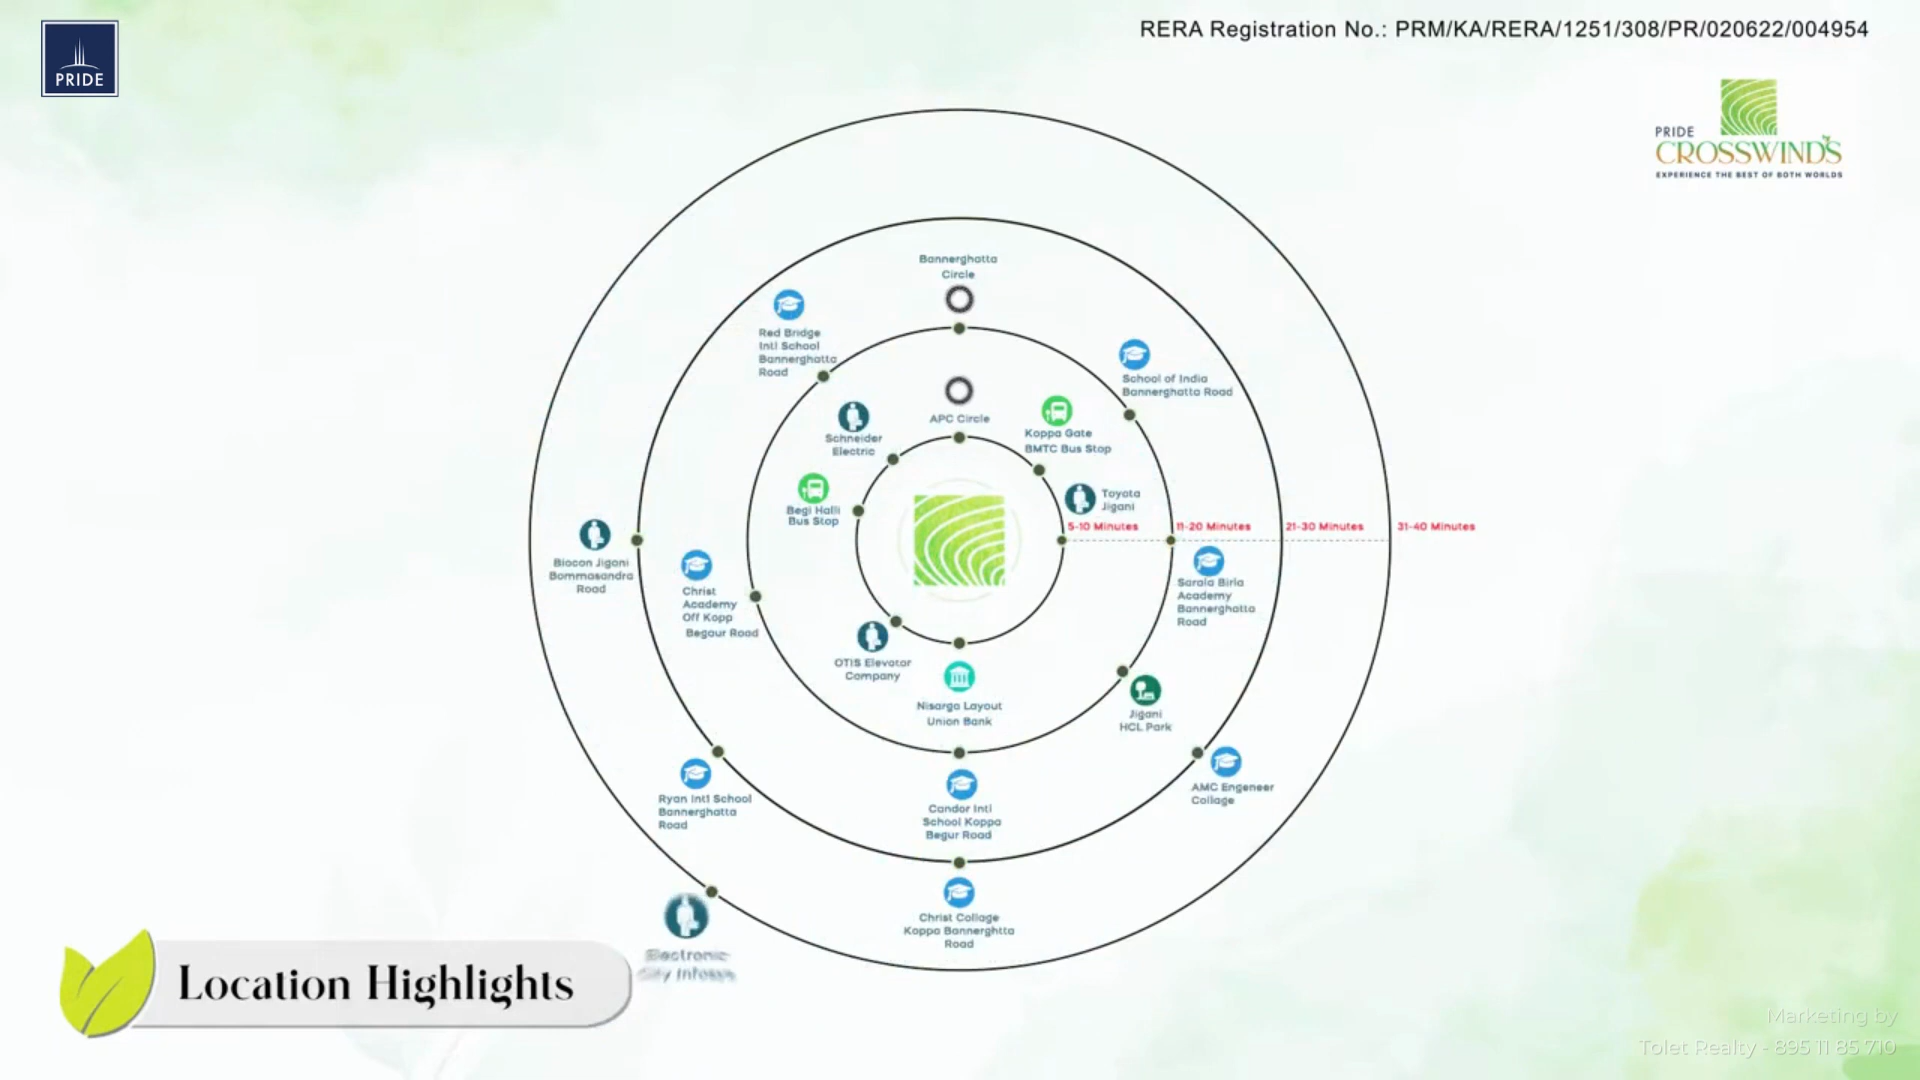 RERA Registration No.: PRM/KA/RERA/1251/308/PR/020622/004954
PRIDE
PRIDE
CROSSWINDS
EXPERIENCE THE BEST OF BOTH WORLDS
Bannerghatta
Circle
Red Bridge
Intl School
Bannerghatta
Road
School of India
Bannerghatta Road
APC Circle
Koppa Gate
BMTC Bus Stop
Schneider
Electric
Toyota
Jigani
Begi Halli
Bus Stop
5-10 Minutes
11-20 Minutes
21-30 Minutes
31-40 Minutes
Biocon Jigani
Bommasandra
Road
Christ
Academy
Off Kopp
Begour Road
Sarala Birla
Academy
Bannerghatta
Road
OTIS Elevator
Company
Nisarga Layout
Union Bank
Jigani
HCL Park
Ryan Intl School
Bannerghatta
Road
Candor Intl
School Koppa
Begur Road
AMC Engeneer
Collage
Christ Collage
Koppa Bannerghtta
Road
Electronic
City Infosys
Location Highlights
Marketing by
Tolet Realty - 895 11 85 710